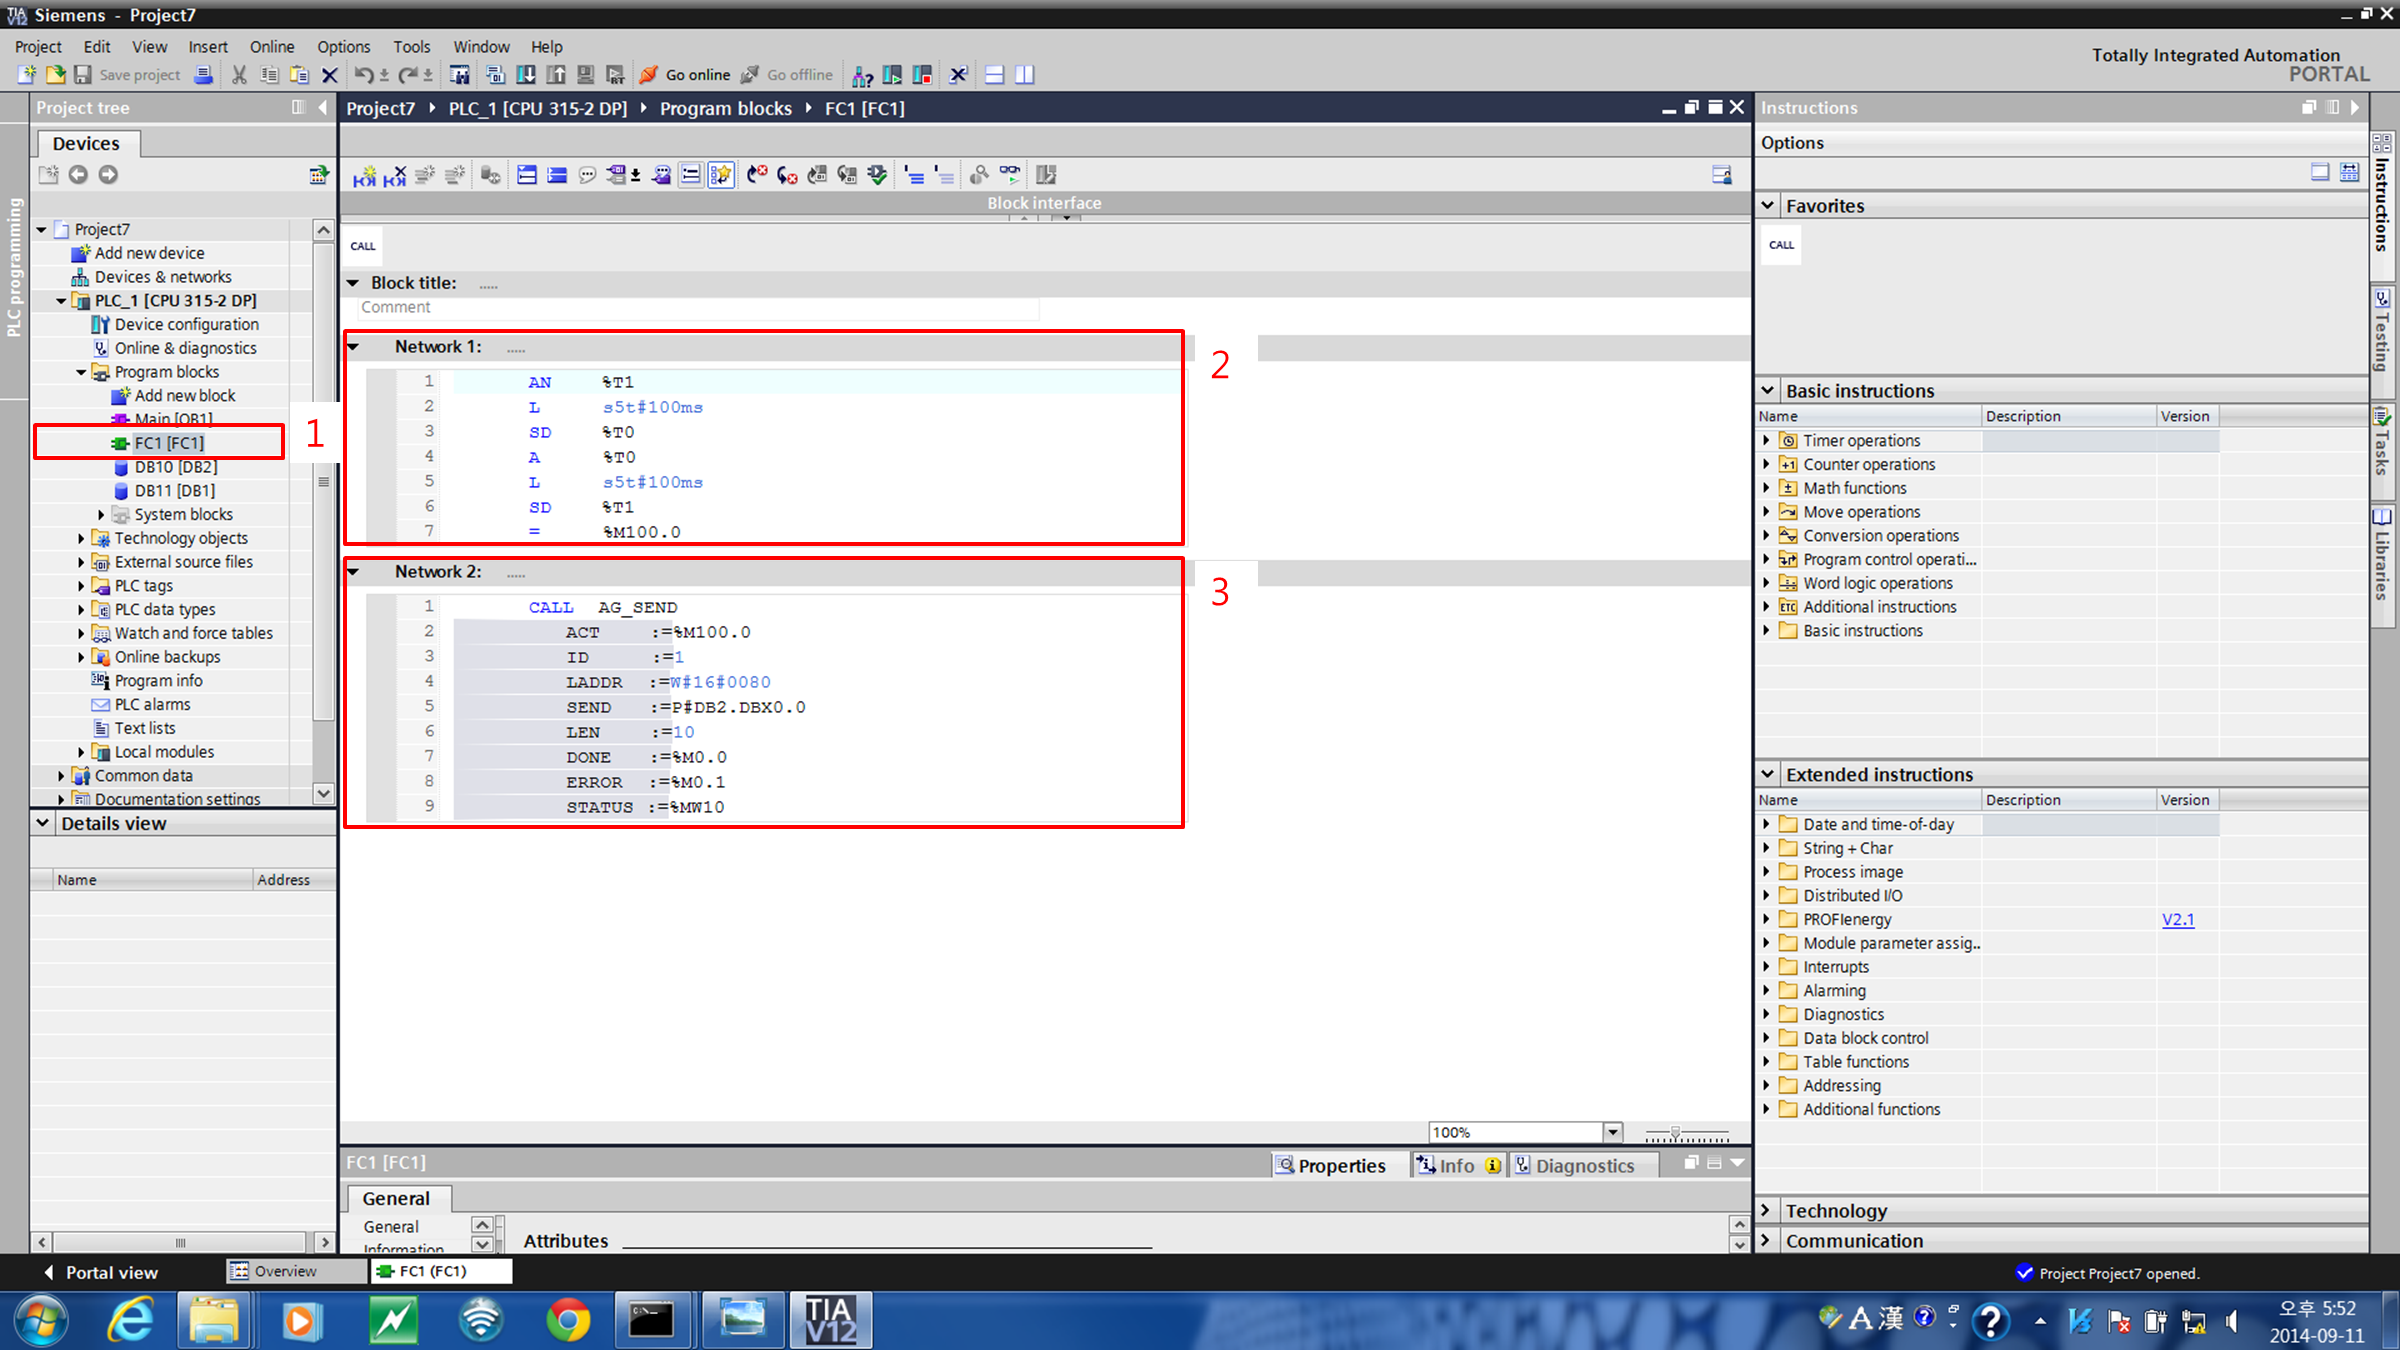 Siemens - Project7
Project Edit View Insert Online Options Tools Window Help
Totally Integrated Automation
PORTAL
Save project Go online Go offline
Project tree
Project7 PLC_1 [CPU 315-2 DP] Program blocks FC1 [FC1]
Instructions
Devices
Options
Block interface
PLC programming
Project7
Add new device
Devices & networks
PLC_1 [CPU 315-2 DP]
Device configuration
Online & diagnostics
Program blocks
Add new block
Main [OB1]
FC1 [FC1]
DB10 [DB2]
DB11 [DB1]
System blocks
Technology objects
External source files
PLC tags
PLC data types
Watch and force tables
Online backups
Program info
PLC alarms
Text lists
Local modules
Common data
Documentation settings
1
Details view
Name Address
CALL
Block title: .....
Comment
Network 1: .....
2
1 AN %T1
2 L s5t#100ms
3 SD %T0
4 A %T0
5 L s5t#100ms
6 SD %T1
7 = %M100.0
Network 2: .....
3
1 CALL AG_SEND
2 ACT :=%M100.0
3 ID :=1
4 LADDR :=W#16#0080
5 SEND :=P#DB2.DBX0.0
6 LEN :=10
7 DONE :=%M0.0
8 ERROR :=%M0.1
9 STATUS :=%MW10
100%
FC1 [FC1]
Properties Info Diagnostics
General
General
Information
Attributes
Favorites
CALL
Basic instructions
Name Description Version
Timer operations
Counter operations
Math functions
Move operations
Conversion operations
Program control operati...
Word logic operations
Additional instructions
Basic instructions
Extended instructions
Name Description Version
Date and time-of-day
String + Char
Process image
Distributed I/O
PROFIenergy V2.1
Module parameter assig..
Interrupts
Alarming
Diagnostics
Data block control
Table functions
Addressing
Additional functions
Technology
Communication
Instructions
Testing
Tasks
Libraries
Portal view Overview FC1 (FC1)
Project Project7 opened.
TIA
V12
A 漢
오후 5:52
2014-09-11